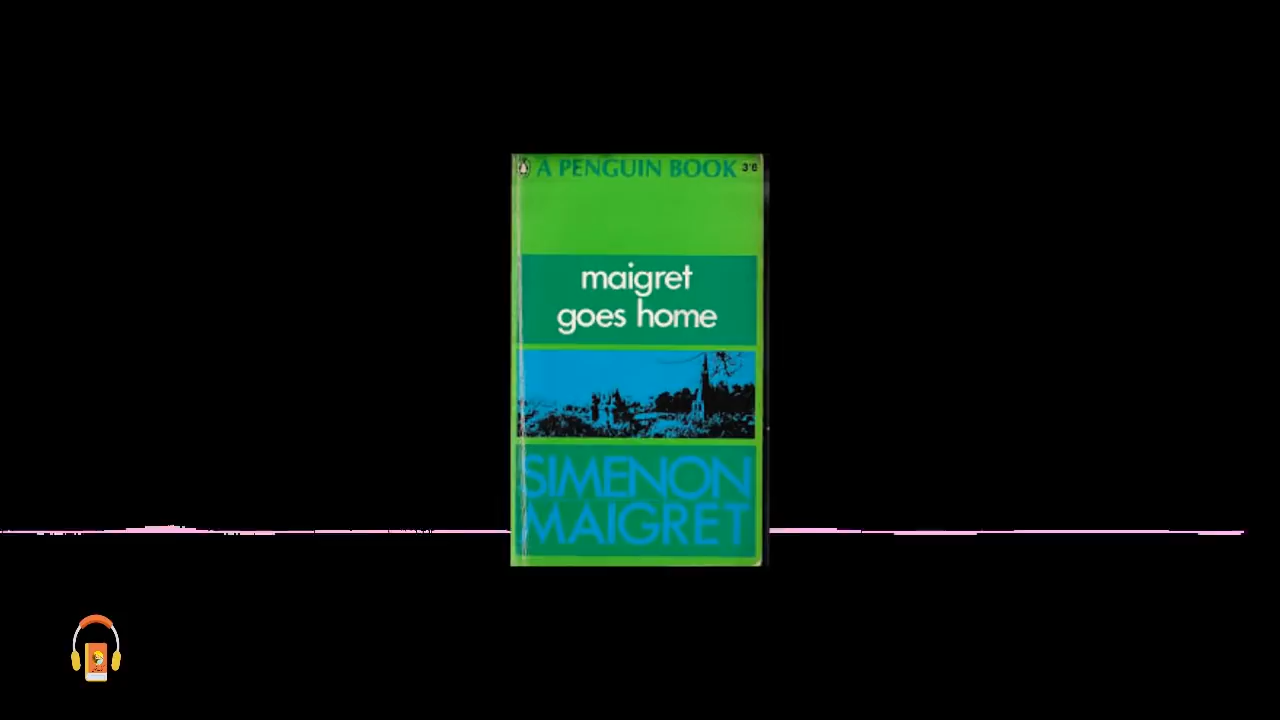 A PENGUIN BOOK 3'6
maigret
goes home
SIMENON
MAIGRET